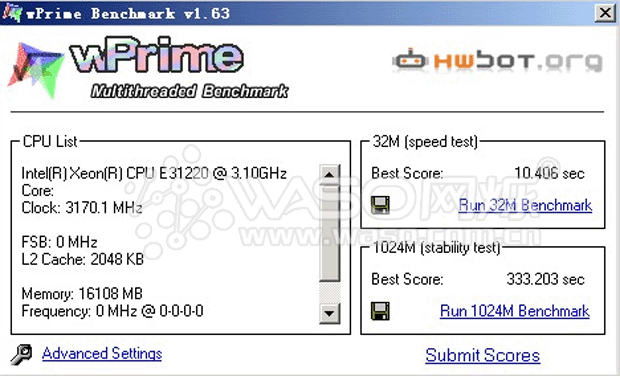 wPrime Benchmark v1.63
wPrime
Multithreaded Benchmark
HWBOT.ORG
CPU List
Intel(R) Xeon(R) CPU E31220 @ 3.10GHz
Core:
Clock: 3170.1 MHz
FSB: 0 MHz
L2 Cache: 2048 KB
Memory: 16108 MB
Frequency: 0 MHz @ 0-0-0-0
32M (speed test)
Best Score: 10.406 sec
Run 32M Benchmark
1024M (stability test)
Best Score: 333.203 sec
Run 1024M Benchmark
WASO网烁
www.waso.com.cn
Advanced Settings
Submit Scores